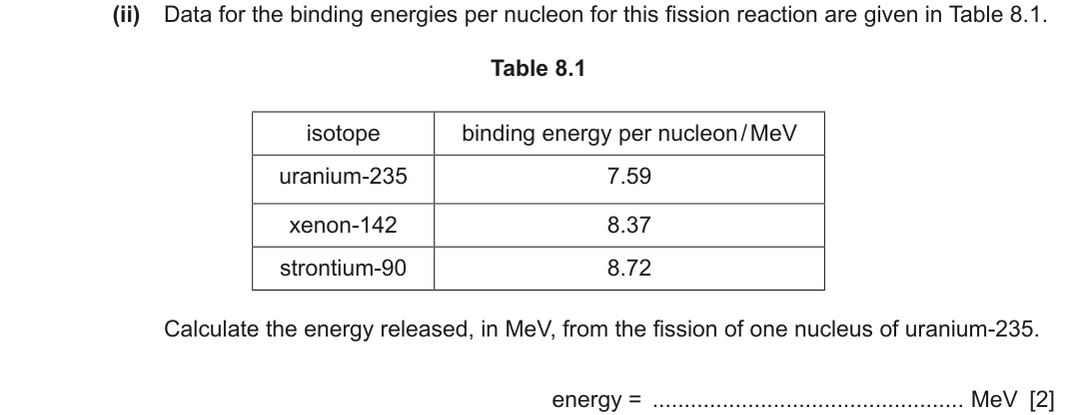 (ii) Data for the binding energies per nucleon for this fission reaction are given in Table 8.1.
Table 8.1
isotope binding energy per nucleon / MeV
uranium-235 7.59
xenon-142 8.37
strontium-90 8.72
Calculate the energy released, in MeV, from the fission of one nucleus of uranium-235.
energy = ................................................ MeV [2]